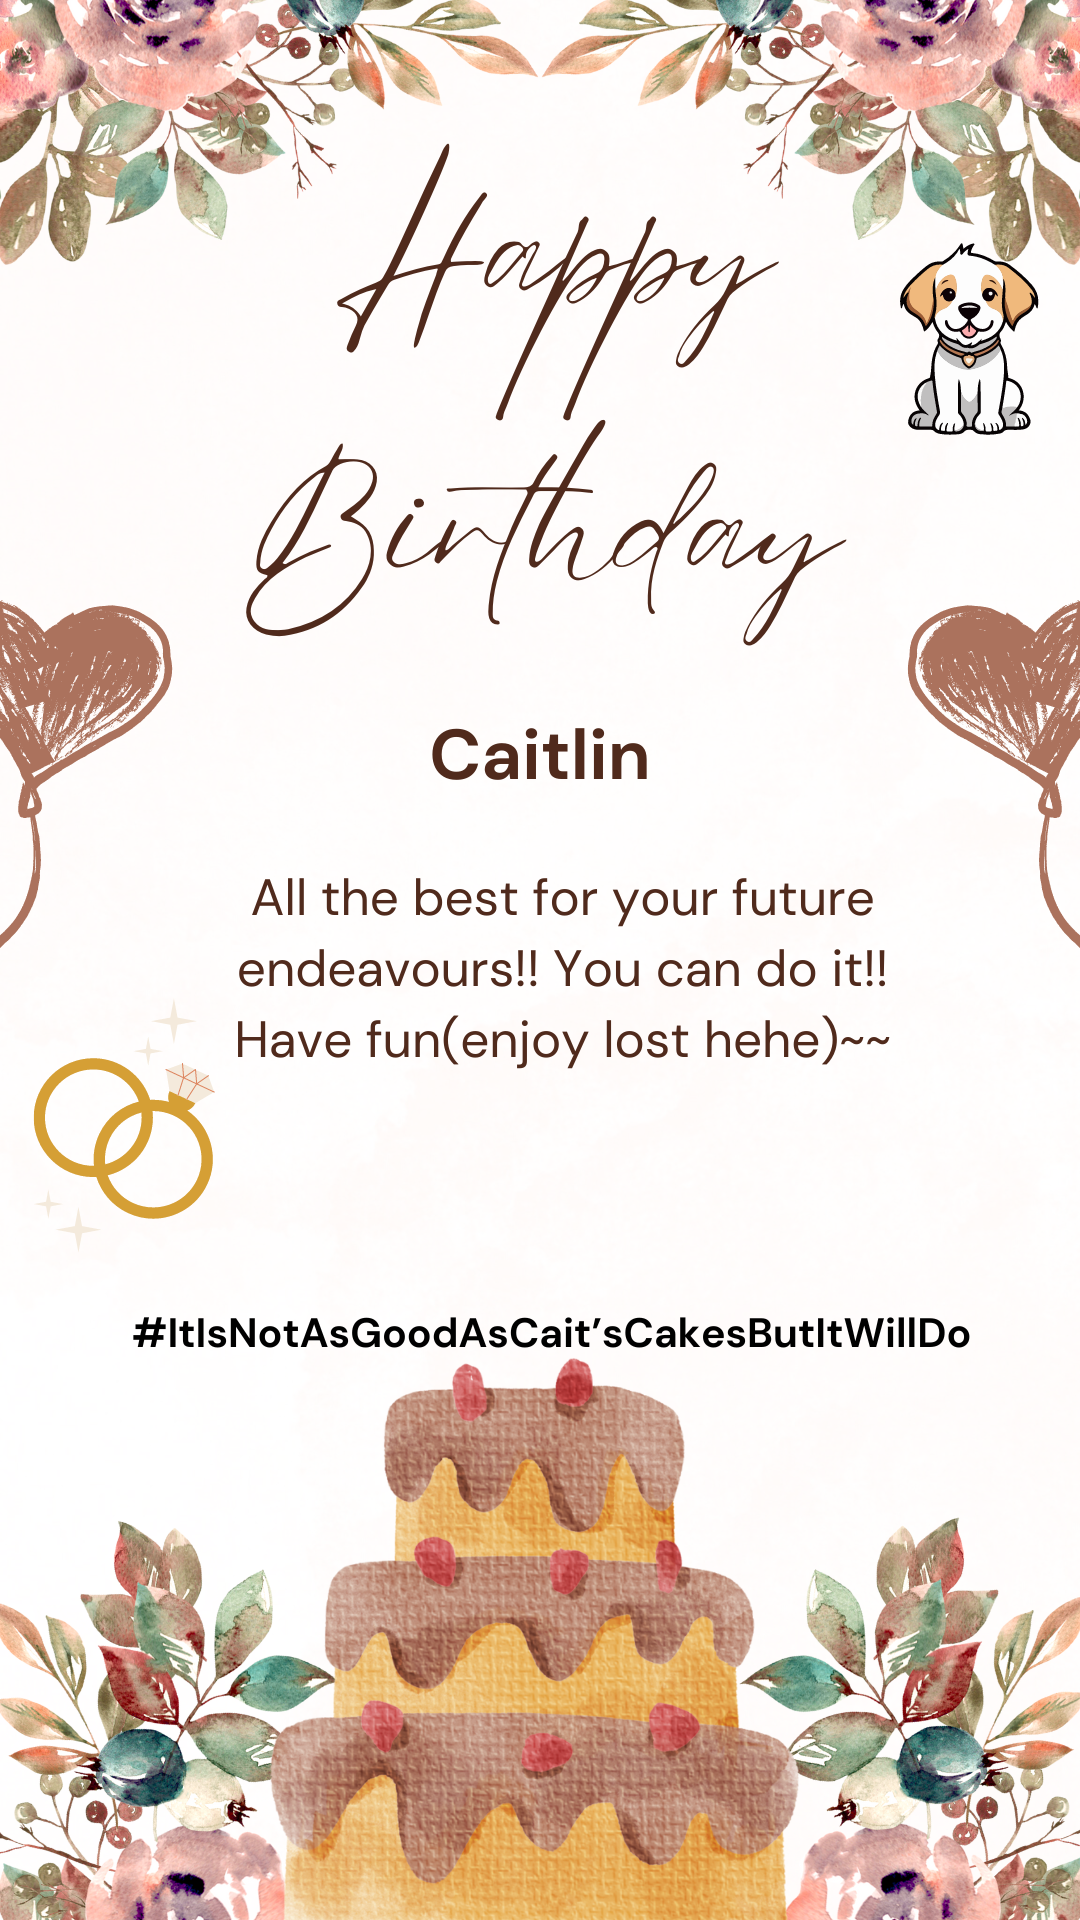 Happy
Birthday
Caitlin
All the best for your future
endeavours!! You can do it!!
Have fun(enjoy lost hehe)~~
#ItIsNotAsGoodAsCait’sCakesButItWillDo